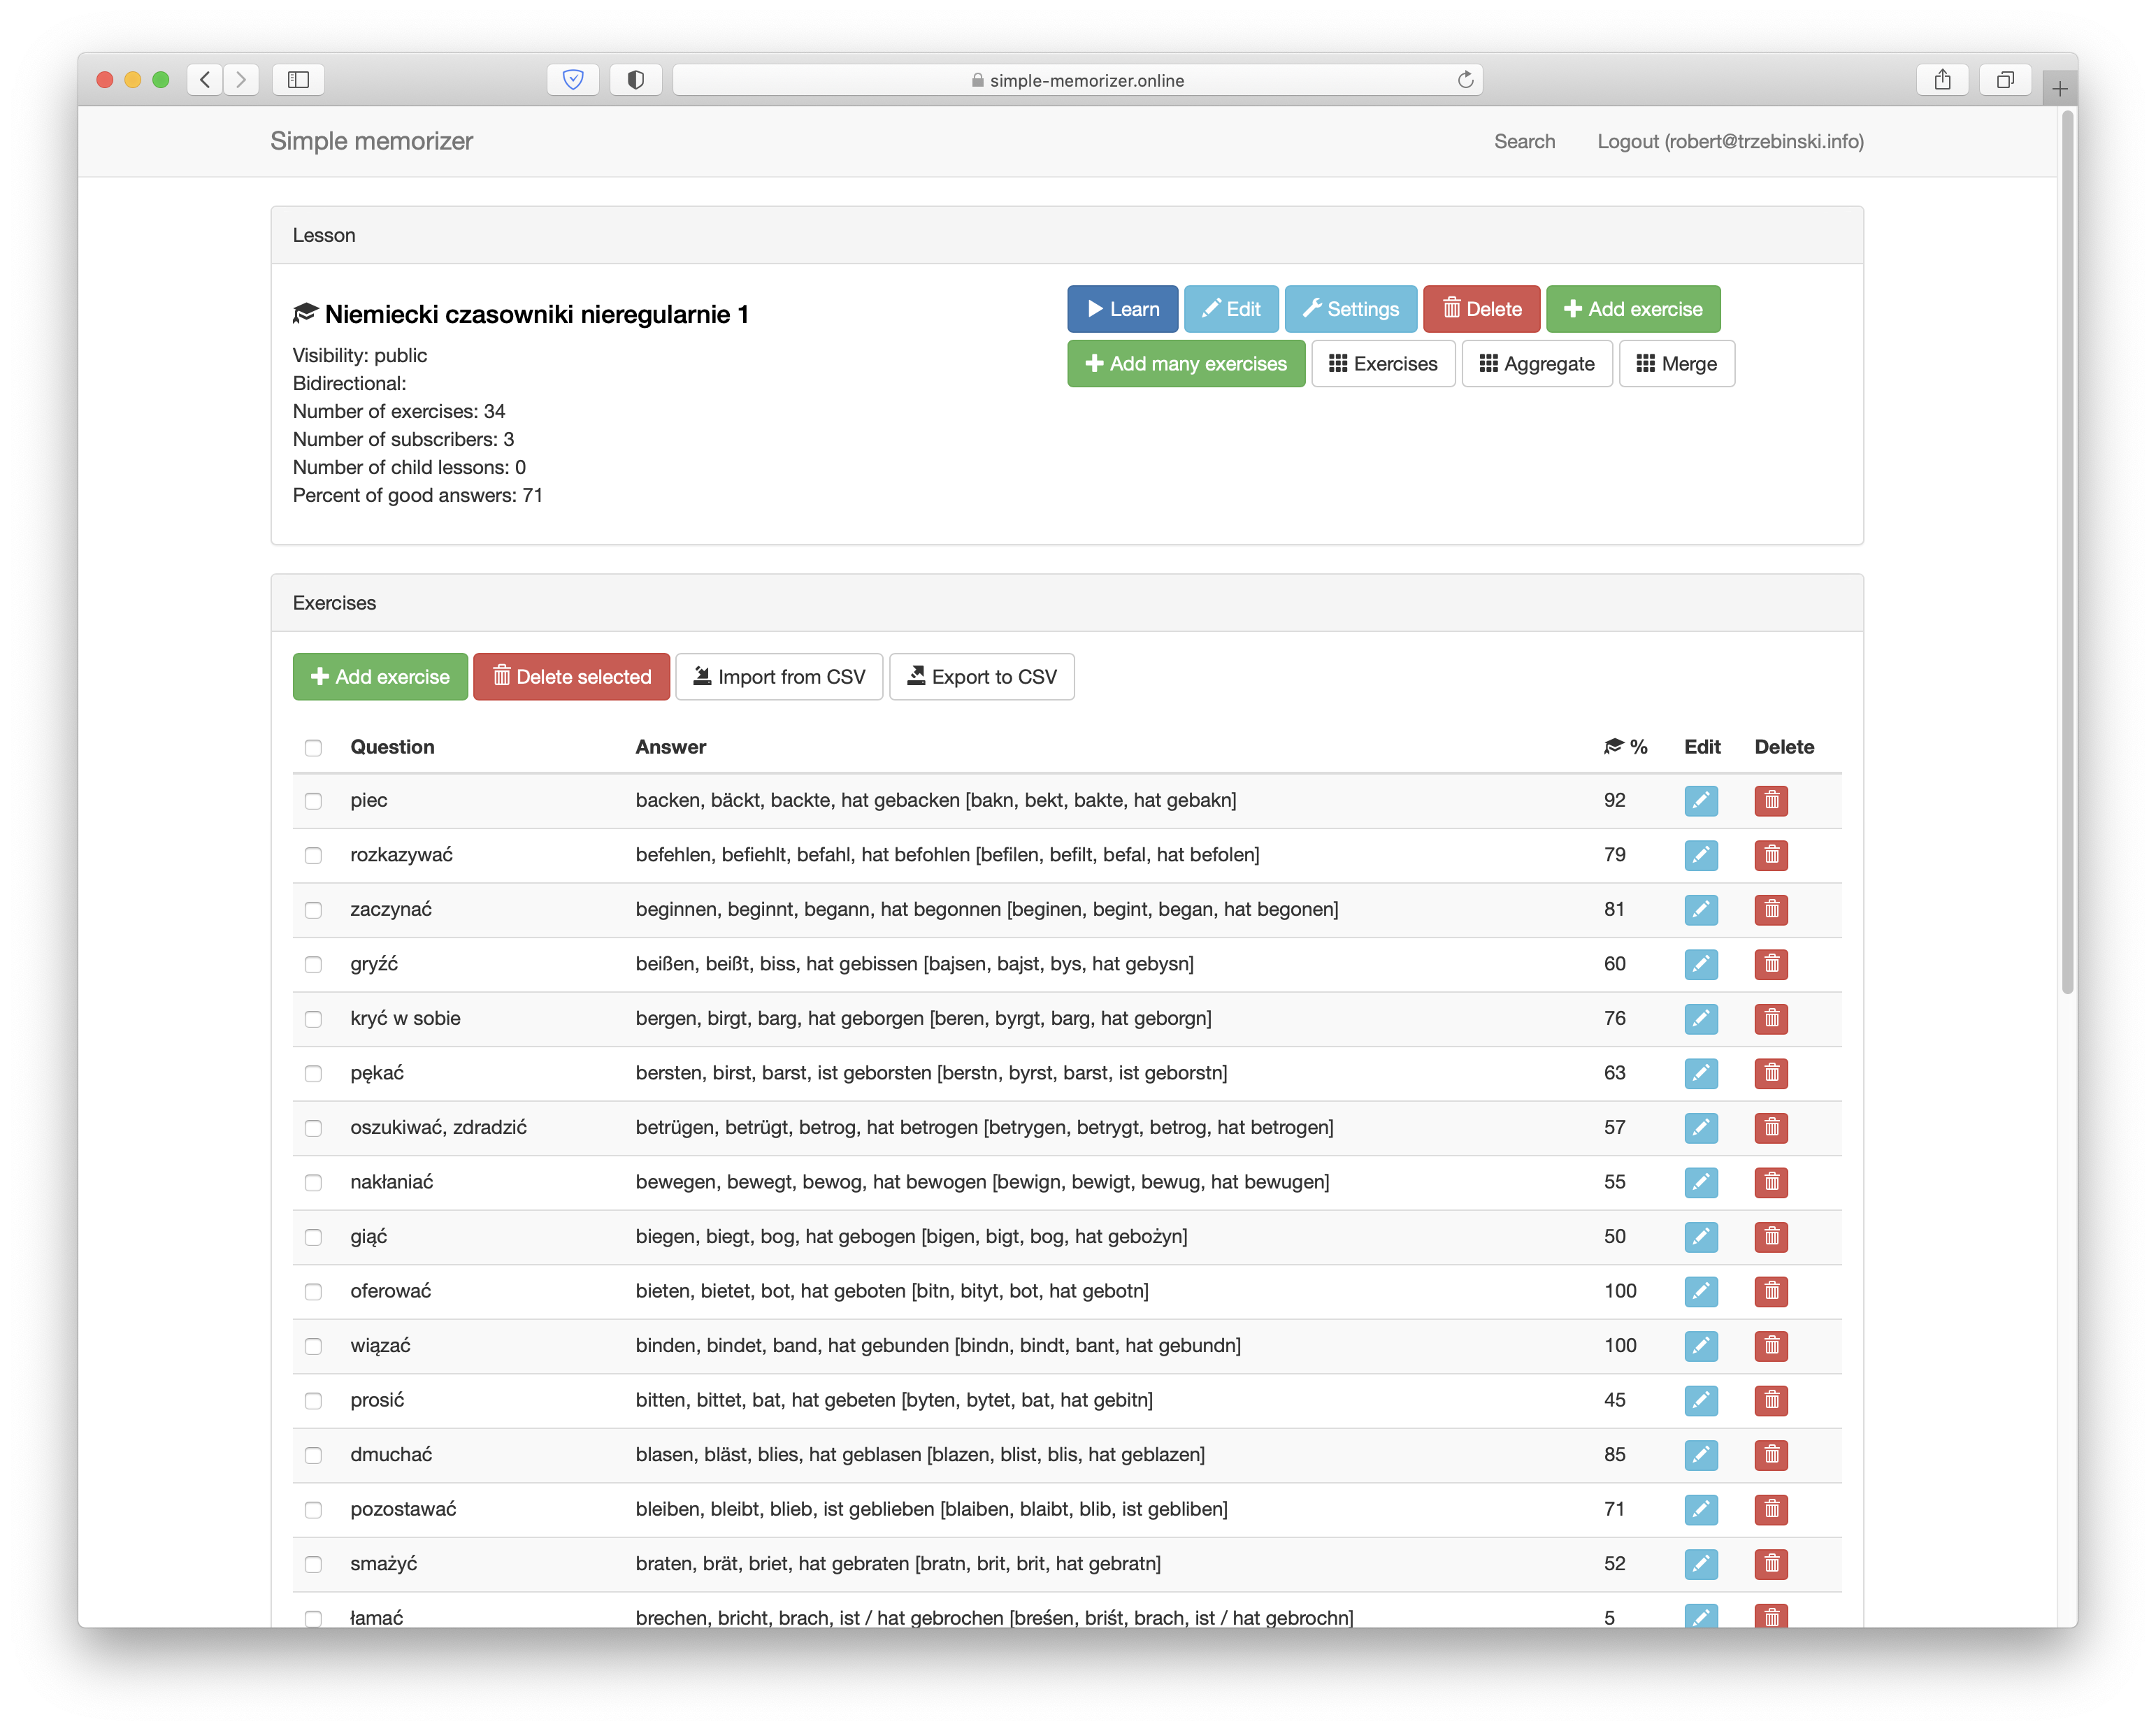 simple-memorizer.online
Simple memorizer Search Logout (robert@trzebinski.info)
Lesson
Niemiecki czasowniki nieregularnie 1
Learn Edit Settings Delete Add exercise
Add many exercises Exercises Aggregate Merge
Visibility: public
Bidirectional:
Number of exercises: 34
Number of subscribers: 3
Number of child lessons: 0
Percent of good answers: 71
Exercises
Add exercise Delete selected Import from CSV Export to CSV
Question Answer % Edit Delete
piec backen, bäckt, backte, hat gebacken [bakn, bekt, bakte, hat gebakn] 92
rozkazywać befehlen, befiehlt, befahl, hat befohlen [befilen, befilt, befal, hat befolen] 79
zaczynać beginnen, beginnt, begann, hat begonnen [beginen, begint, began, hat begonen] 81
gryźć beißen, beißt, biss, hat gebissen [bajsen, bajst, bys, hat gebysn] 60
kryć w sobie bergen, birgt, barg, hat geborgen [beren, byrgt, barg, hat geborgn] 76
pękać bersten, birst, barst, ist geborsten [berstn, byrst, barst, ist geborstn] 63
oszukiwać, zdradzić betrügen, betrügt, betrog, hat betrogen [betrygen, betrygt, betrog, hat betrogen] 57
nakłaniać bewegen, bewegt, bewog, hat bewogen [bewign, bewigt, bewug, hat bewugen] 55
giąć biegen, biegt, bog, hat gebogen [bigen, bigt, bog, hat gebożyn] 50
oferować bieten, bietet, bot, hat geboten [bitn, bityt, bot, hat gebotn] 100
wiązać binden, bindet, band, hat gebunden [bindn, bindt, bant, hat gebundn] 100
prosić bitten, bittet, bat, hat gebeten [byten, bytet, bat, hat gebitn] 45
dmuchać blasen, bläst, blies, hat geblasen [blazen, blist, blis, hat geblazen] 85
pozostawać bleiben, bleibt, blieb, ist geblieben [blaiben, blaibt, blib, ist gebliben] 71
smażyć braten, brät, briet, hat gebraten [bratn, brit, brit, hat gebratn] 52
łamać brechen, bricht, brach, ist / hat gebrochen [breśen, briśt, brach, ist / hat gebrochn] 5